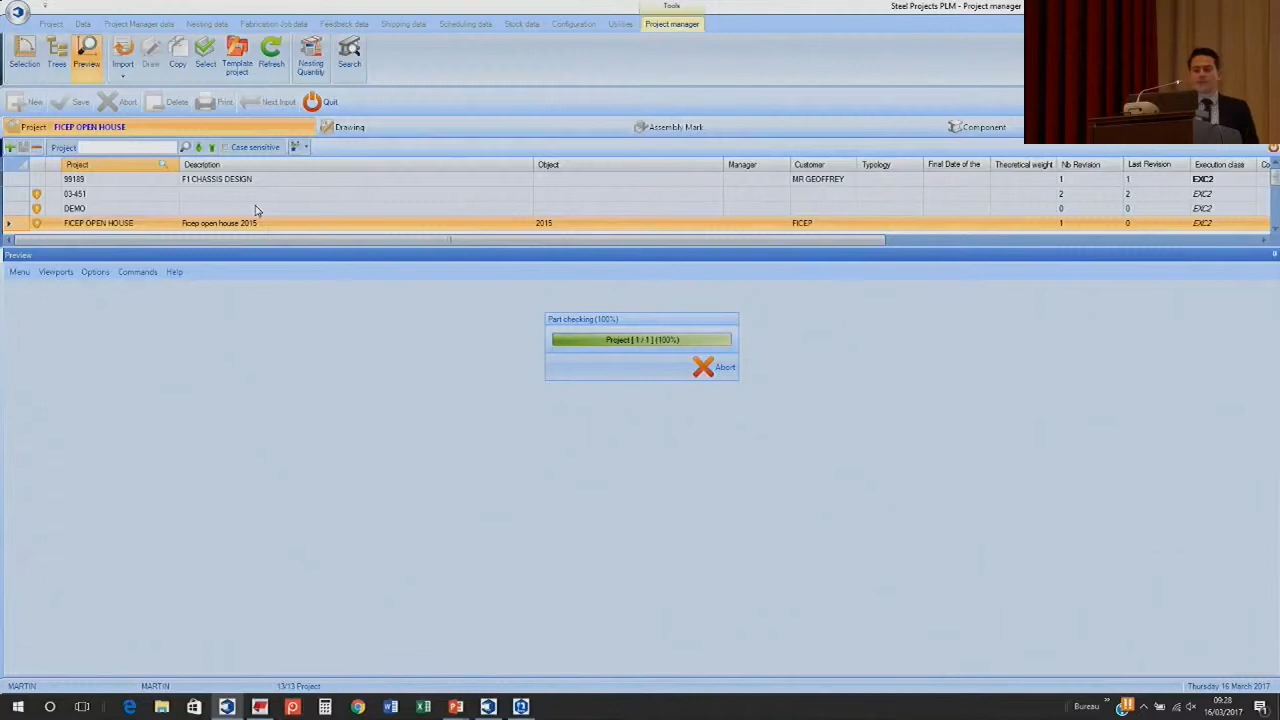 Tools
Steel Projects PLM - Project manager
Project Data Project Manager data Nesting data Fabrication Job data Feedback data Shipping data Scheduling data Stock data Configuration Utilities Project manager
Selection Trees Preview Import Draw Copy Select Template project Refresh Nesting Quantity Search
New Save Abort Delete Print Next Input Quit
Project FICEP OPEN HOUSE Drawing Assembly Mark Component
Project Case sensitive
Project Description Object Manager Customer Typology Final Date of the Theoretical weight Nb Revision Last Revision Execution class Co
99189 F1 CHASSIS DESIGN MR GEOFFREY 1 1 EXC2
03-451 2 2 EXC2
DEMO 0 0 EXC2
FICEP OPEN HOUSE Ficep open house 2015 2015 FICEP 1 0 EXC2
Preview
Menu Viewports Options Commands Help
Part checking (100%)
Project [ 1 / 1 ] (100%)
Abort
MARTIN MARTIN 13/13 Project Thursday 16 March 2017
Bureau 09:28
16/03/2017